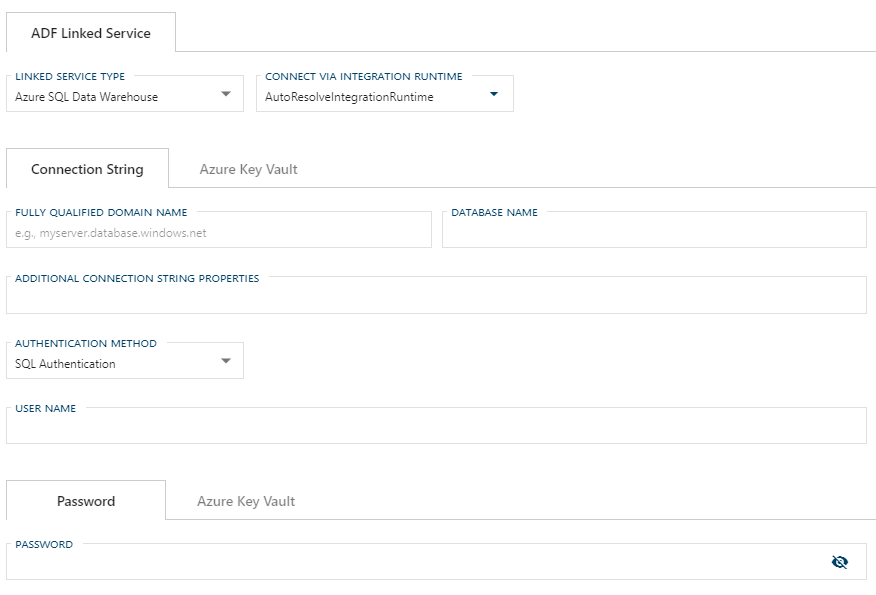 ADF Linked Service
LINKED SERVICE TYPE
CONNECT VIA INTEGRATION RUNTIME
Azure SQL Data Warehouse
AutoResolveIntegrationRuntime
Connection String
Azure Key Vault
FULLY QUALIFIED DOMAIN NAME
DATABASE NAME
e.g., myserver.database.windows.net
ADDITIONAL CONNECTION STRING PROPERTIES
AUTHENTICATION METHOD
SQL Authentication
USER NAME
Password
Azure Key Vault
PASSWORD